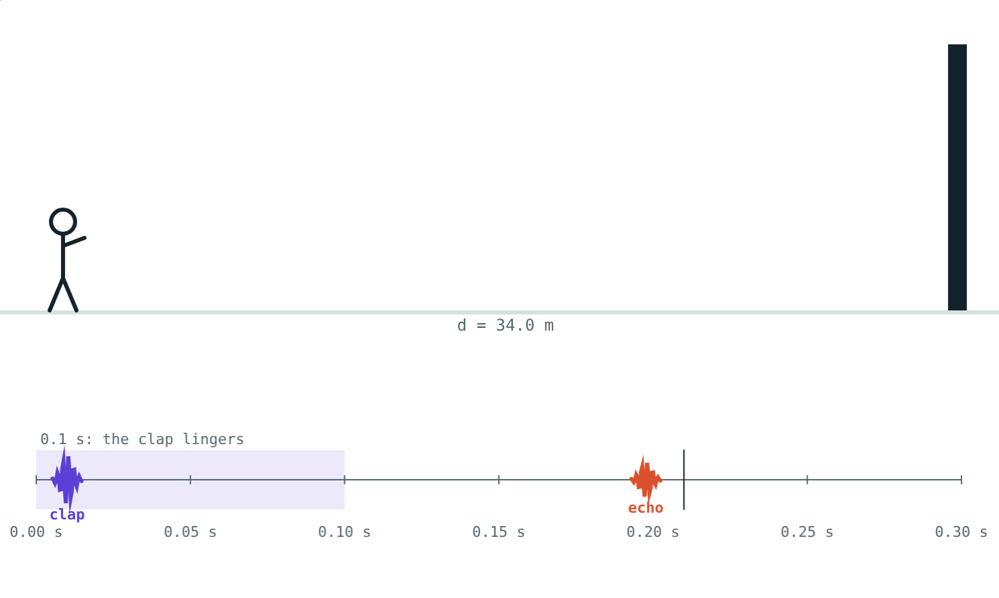 d = 34.0 m
0.1 s: the clap lingers
clap
echo
0.00 s
0.05 s
0.10 s
0.15 s
0.20 s
0.25 s
0.30 s